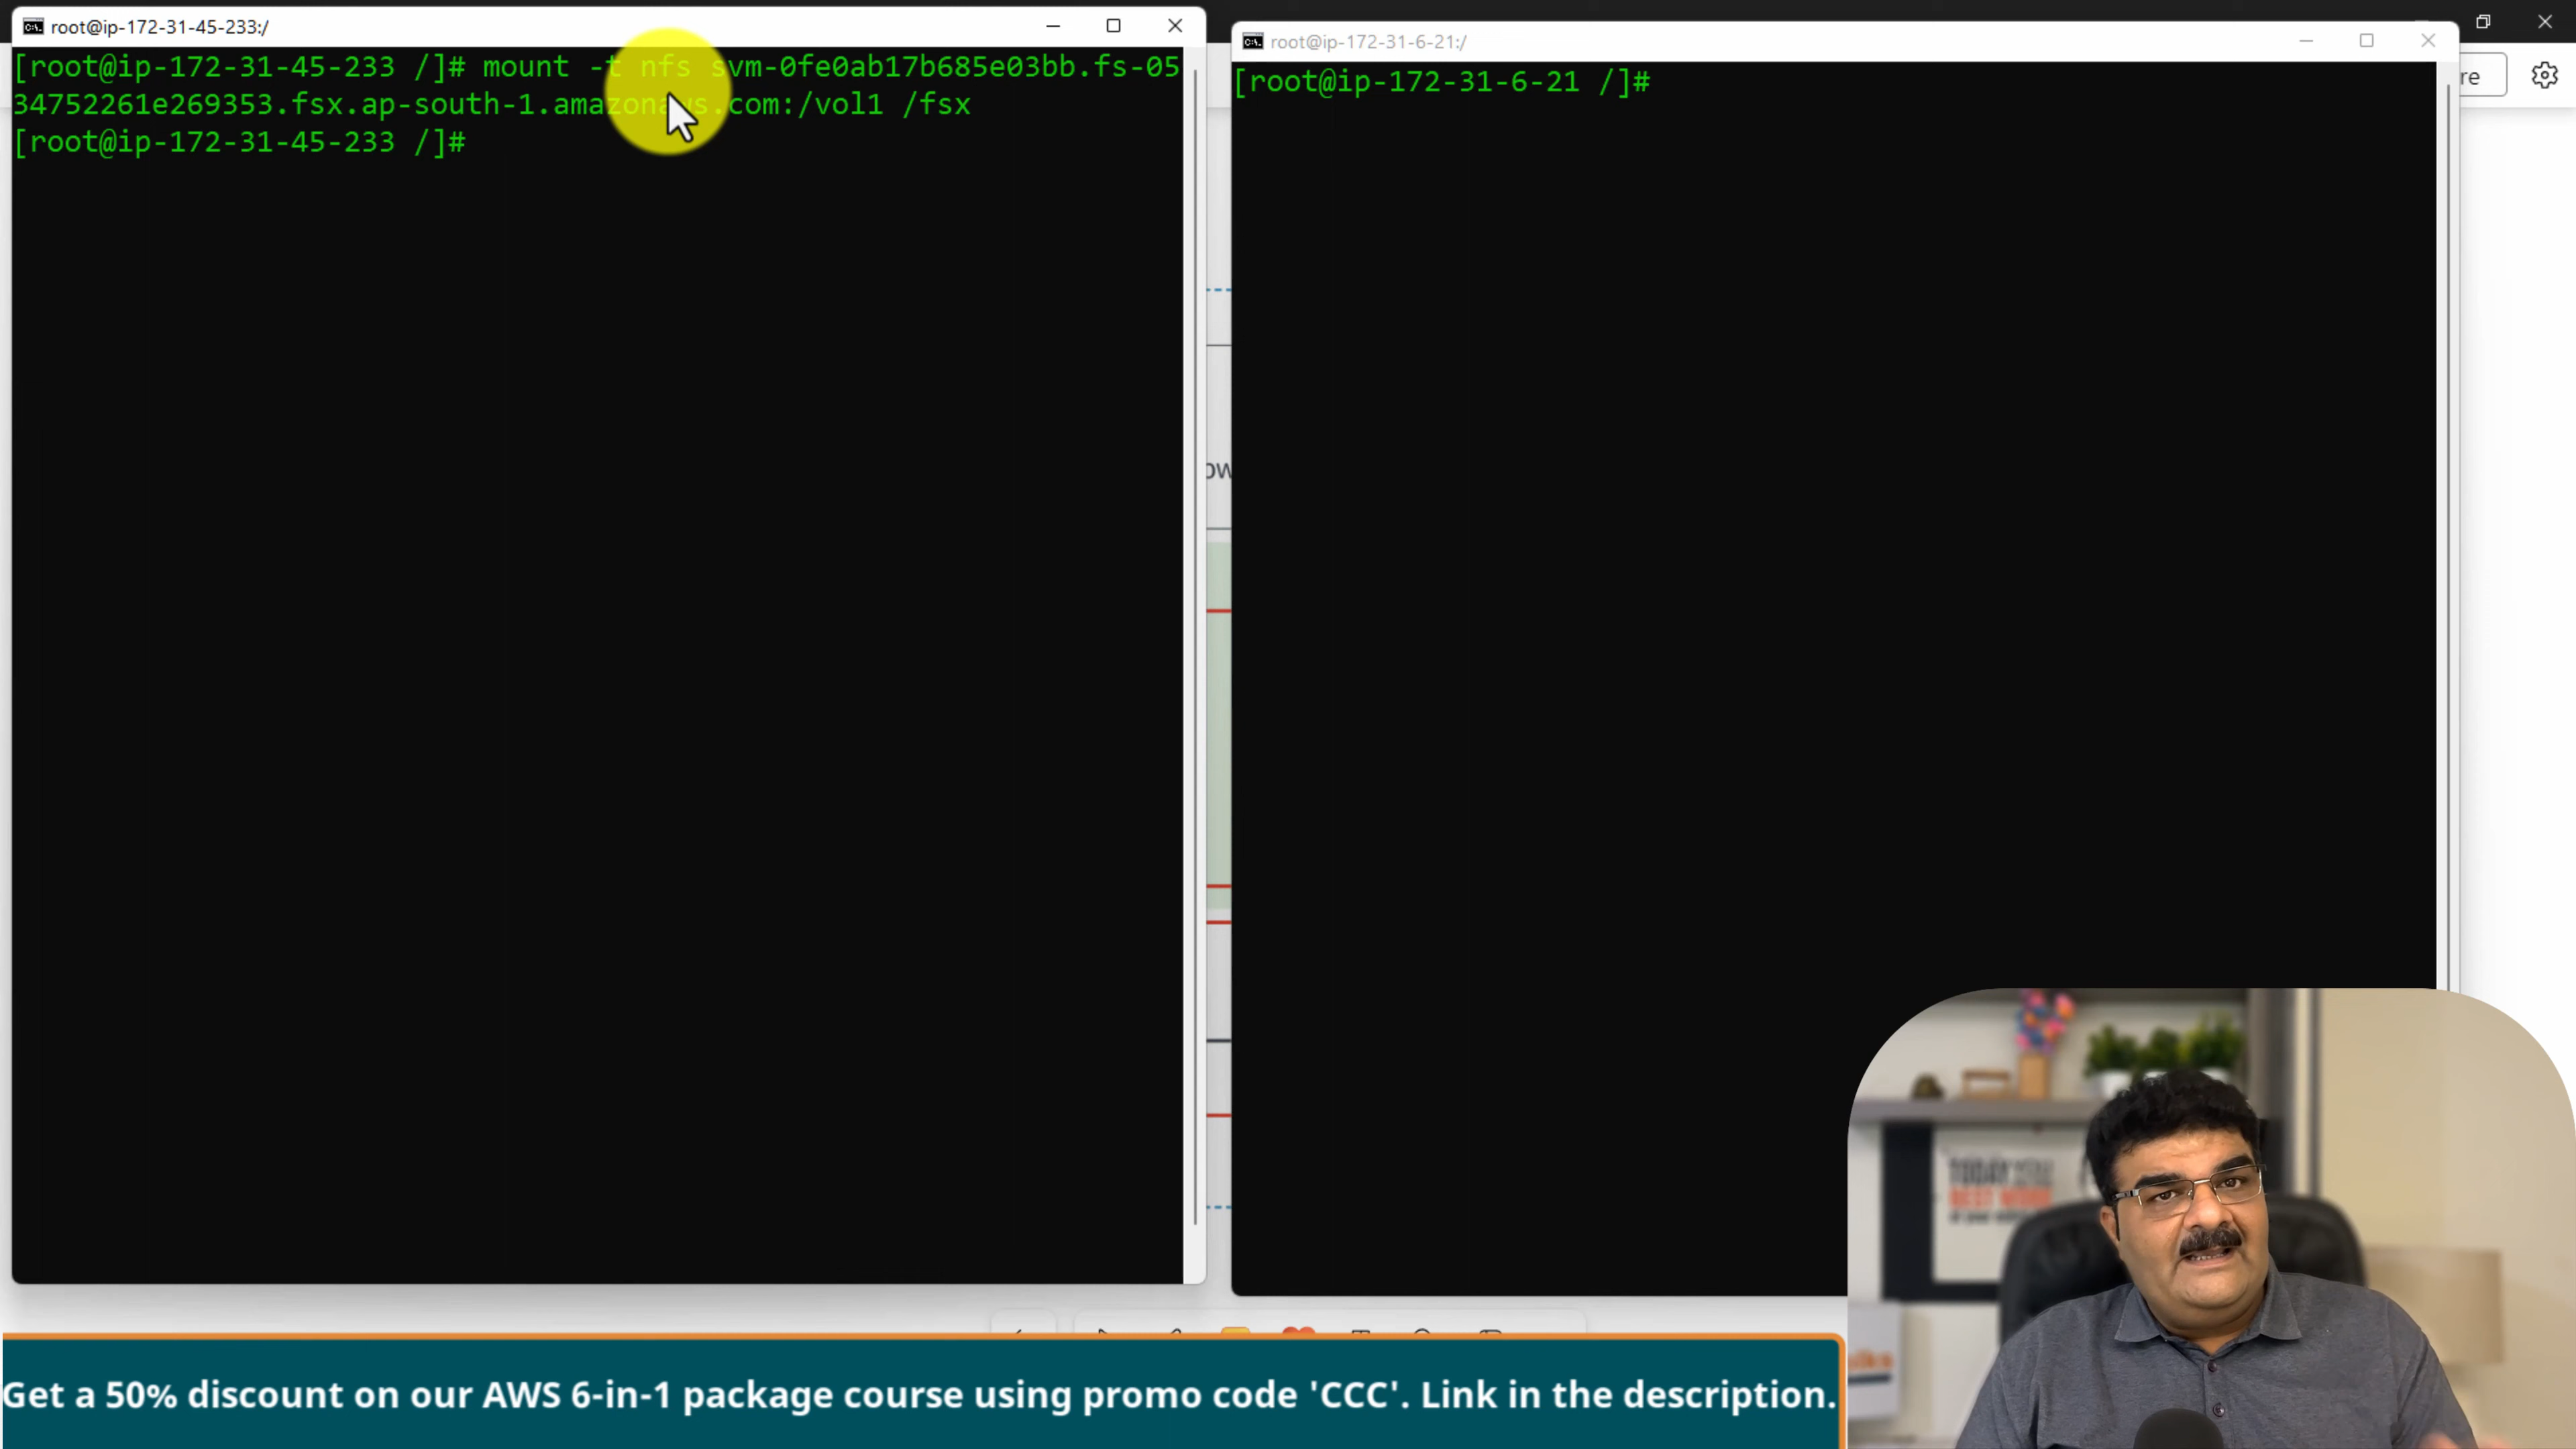 root@ip-172-31-45-233:/
[root@ip-172-31-45-233 /]# mount -t nfs svm-0fe0ab17b685e03bb.fs-05
34752261e269353.fsx.ap-south-1.amazonaws.com:/vol1 /fsx
[root@ip-172-31-45-233 /]#
root@ip-172-31-6-21:/
[root@ip-172-31-6-21 /]#
re
ow
Get a 50% discount on our AWS 6-in-1 package course using promo code 'CCC'. Link in the description.